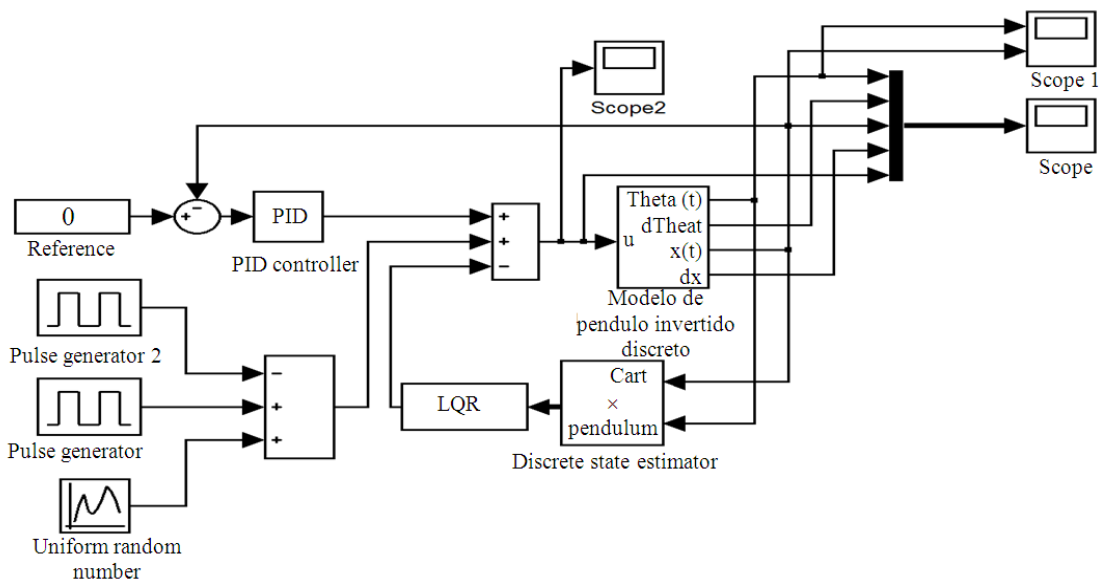 Scope 1
Scope2
Scope
0
Reference
+
−
PID
PID controller
+
+
−
u
Theta (t)
dTheat
x(t)
dx
Modelo de
pendulo invertido
discreto
Pulse generator 2
Pulse generator
Uniform random
number
−
+
+
LQR
Cart
×
pendulum
Discrete state estimator